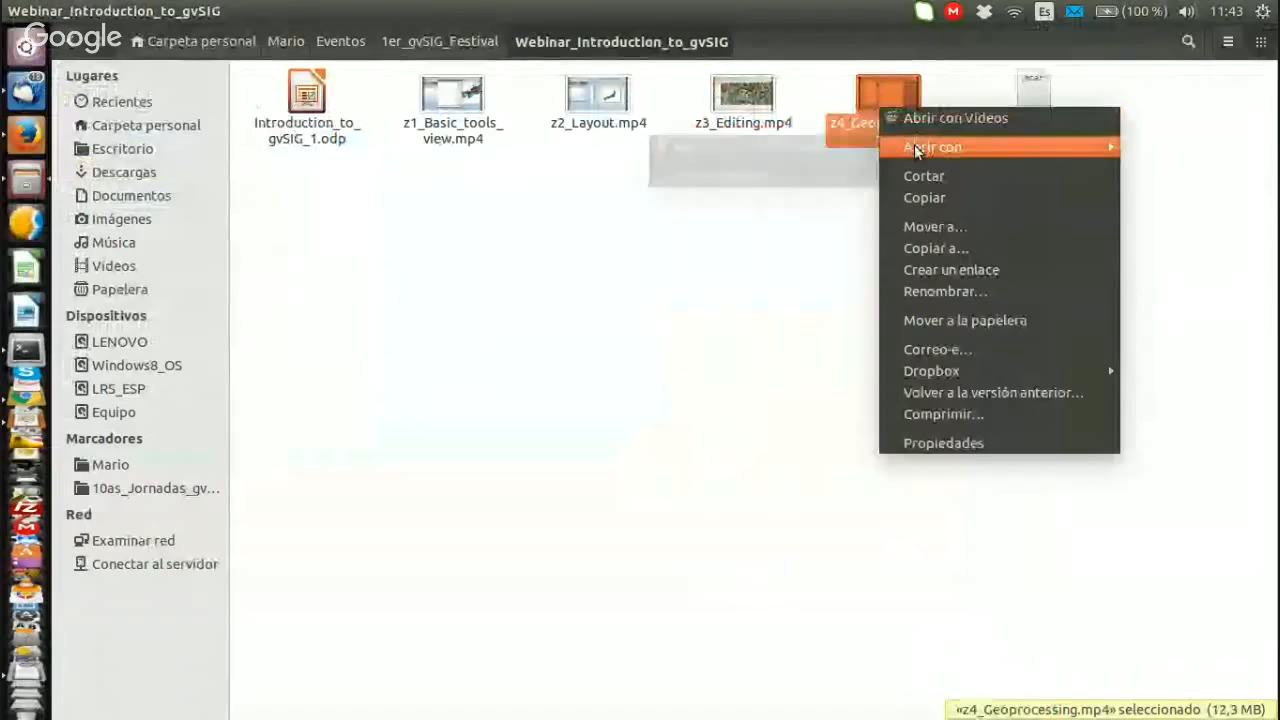 Webinar_Introduction_to_gvSIG
Es
(100 %)
11:43
Google
Carpeta personal
Mario
Eventos
1er_gvSIG_Festival
Webinar_Introduction_to_gvSIG
Lugares
Recientes
Carpeta personal
Escritorio
Descargas
Documentos
Imágenes
Música
Vídeos
Papelera
Dispositivos
LENOVO
Windows8_OS
LRS_ESP
Equipo
Marcadores
Mario
10as_Jornadas_gv...
Red
Examinar red
Conectar al servidor
Introduction_to_
gvSIG_1.odp
z1_Basic_tools_
view.mp4
z2_Layout.mp4
z3_Editing.mp4
z4_Geo
Abrir con Vídeos
Abrir con
Cortar
Copiar
Mover a...
Copiar a...
Crear un enlace
Renombrar...
Mover a la papelera
Correo-e...
Dropbox
Volver a la versión anterior...
Comprimir...
Propiedades
«z4_Geoprocessing.mp4» seleccionado (12,3 MB)